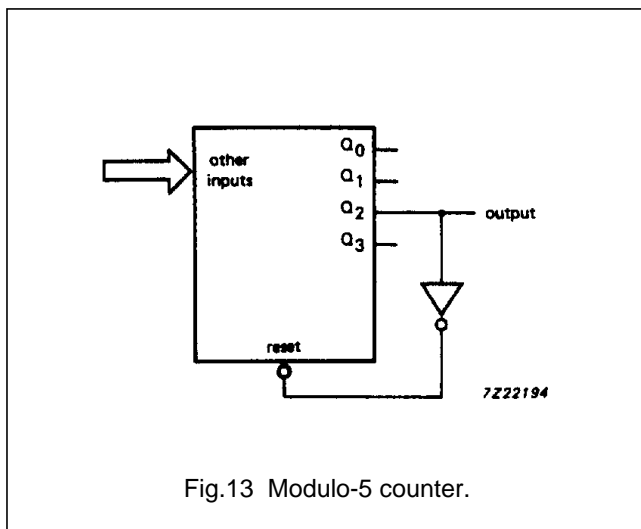 other
inputs
Q0
Q1
Q2
Q3
output
reset
7Z22194
Fig.13 Modulo-5 counter.